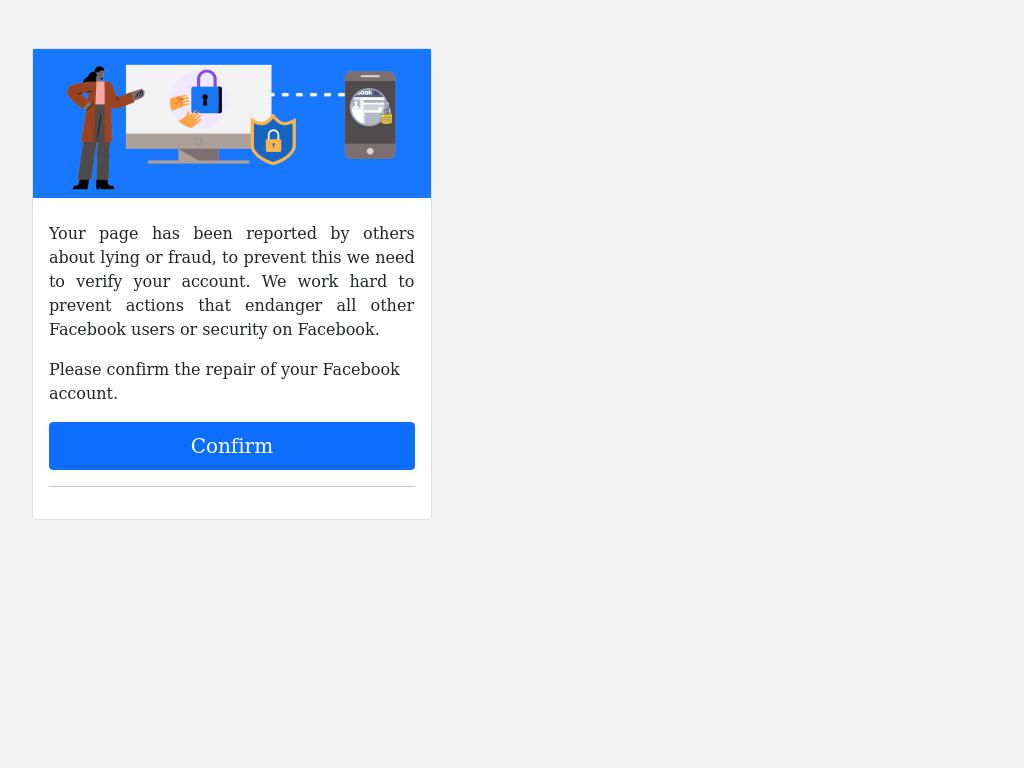 Your page has been reported by others
about lying or fraud, to prevent this we need
to verify your account. We work hard to
prevent actions that endanger all other
Facebook users or security on Facebook.
Please confirm the repair of your Facebook
account.
Confirm